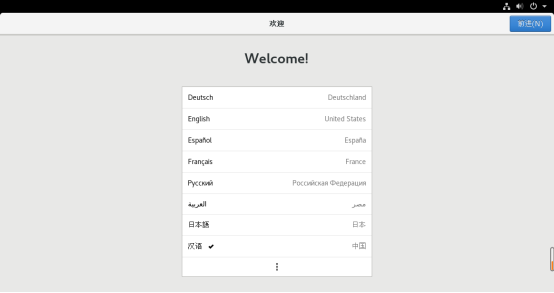 欢迎
前进(N)
Welcome!
Deutsch Deutschland
English United States
Español España
Français France
Русский Российская Федерация
العربية مصر
日本語 日本
汉语 中国